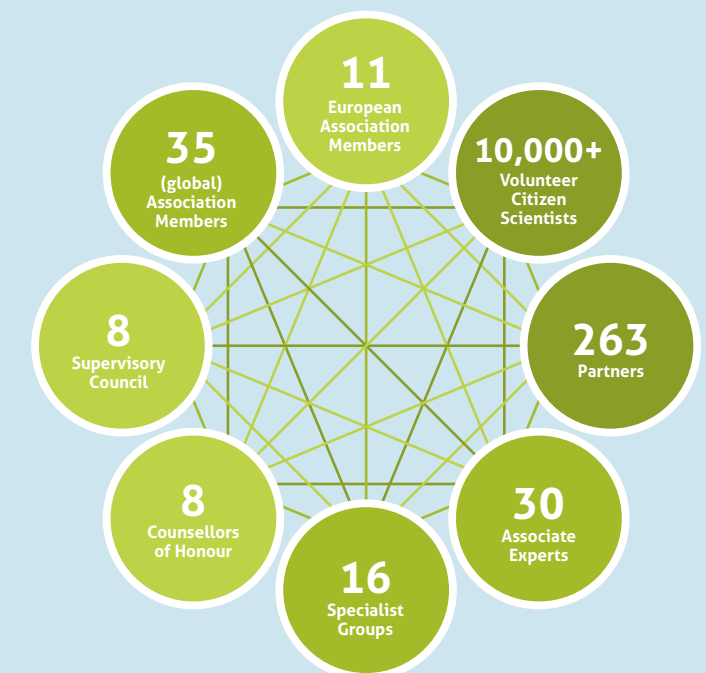 11
European
Association
Members
10,000+
Volunteer
Citizen
Scientists
263
Partners
30
Associate
Experts
16
Specialist
Groups
8
Counsellors
of Honour
8
Supervisory
Council
35
(global)
Association
Members